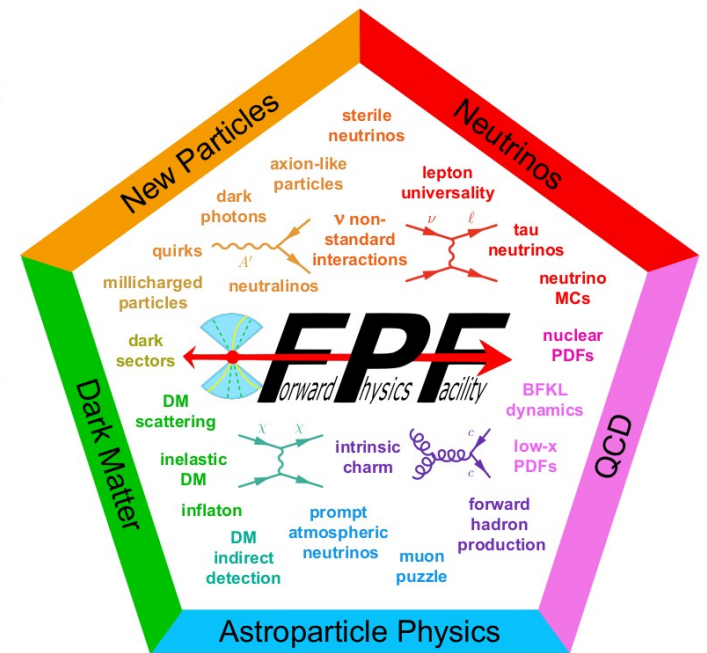 New Particles
Neutrinos
sterile
neutrinos
axion-like
particles
lepton
universality
dark
photons
ν non-
standard
interactions
ν
ℓ
tau
neutrinos
quirks
A′
neutralinos
neutrino
MCs
millicharged
particles
dark
sectors
FPF
Forward Physics Facility
nuclear
PDFs
Dark Matter
QCD
DM
scattering
BFKL
dynamics
χ
χ
inelastic
DM
intrinsic
charm
c
c
low-x
PDFs
inflaton
prompt
atmospheric
neutrinos
forward
hadron
production
DM
indirect
detection
muon
puzzle
Astroparticle Physics